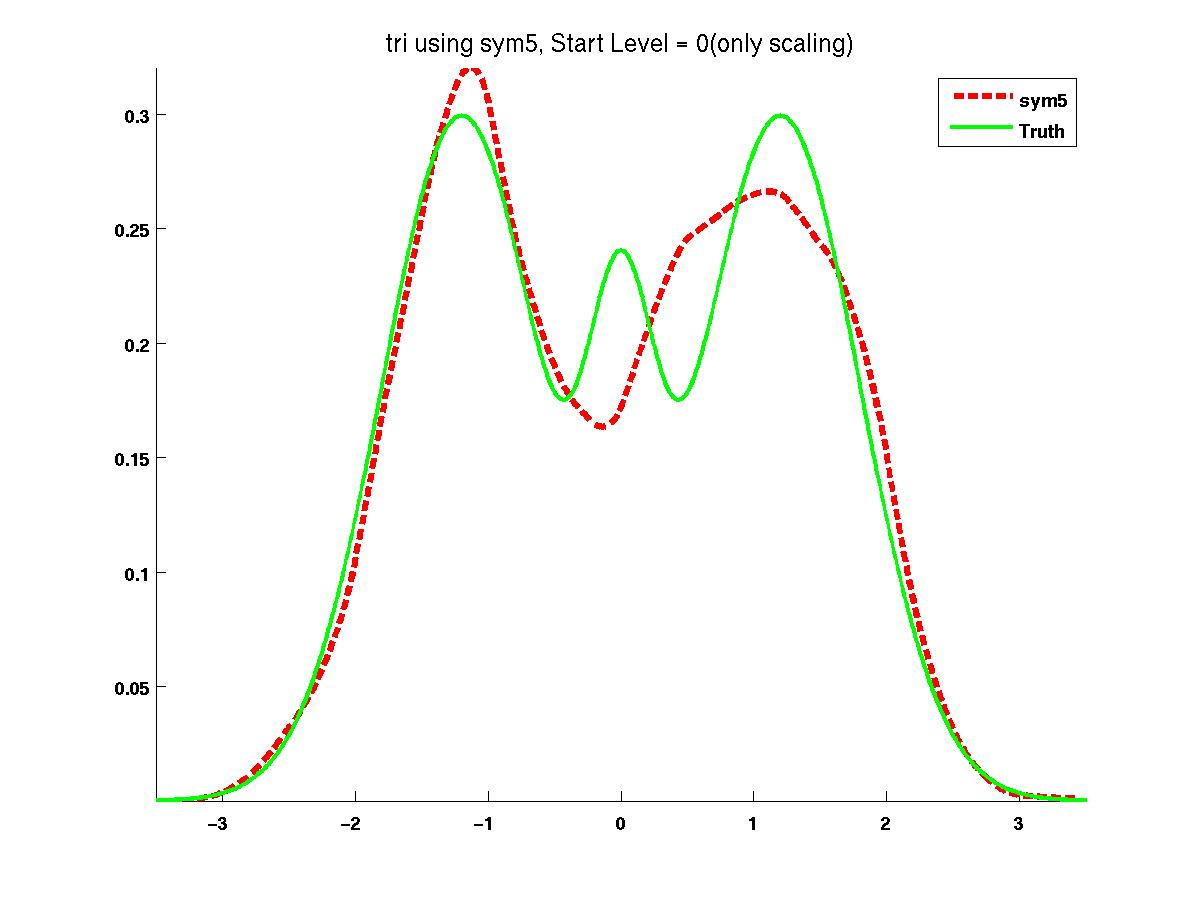 tri using sym5, Start Level = 0(only scaling)
sym5
Truth
0.3
0.25
0.2
0.15
0.1
0.05
−3 −2 −1 0 1 2 3